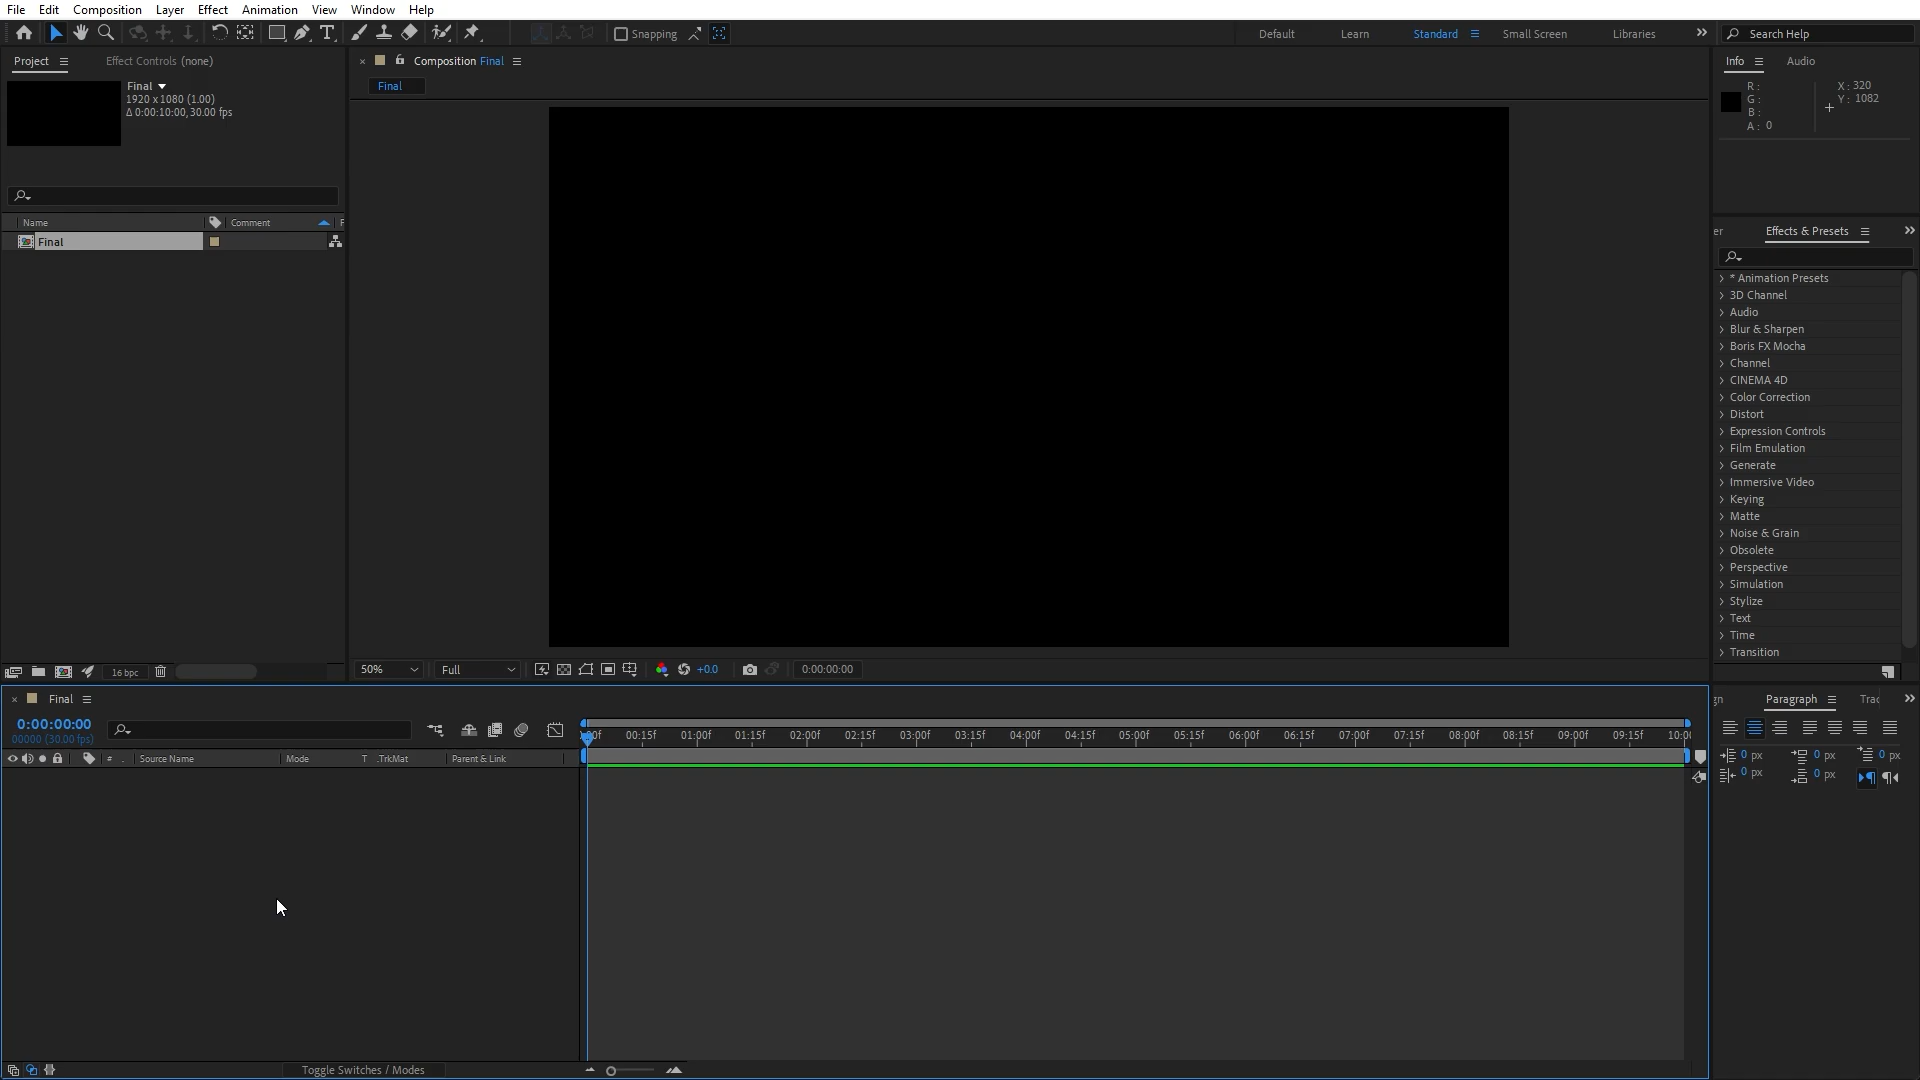 File Edit Composition Layer Effect Animation View Window Help
Snapping
Default Learn Standard Small Screen Libraries
Search Help
Project
Effect Controls (none)
Final
1920 x 1080 (1.00)
Δ 0:00:10:00, 30.00 fps
Name Comment F
Final
16 bpc
Composition Final
Final
50% Full +0.0 0:00:00:00
Info Audio
R : X : 320
G : Y : 1082
B :
A : 0
er Effects & Presets
* Animation Presets
3D Channel
Audio
Blur & Sharpen
Boris FX Mocha
Channel
CINEMA 4D
Color Correction
Distort
Expression Controls
Film Emulation
Generate
Immersive Video
Keying
Matte
Noise & Grain
Obsolete
Perspective
Simulation
Stylize
Text
Time
Transition
Final
0:00:00:00
00000 (30.00 fps)
# . Source Name Mode T .TrkMat Parent & Link
00f 00:15f 01:00f 01:15f 02:00f 02:15f 03:00f 03:15f 04:00f 04:15f 05:00f 05:15f 06:00f 06:15f 07:00f 07:15f 08:00f 08:15f 09:00f 09:15f 10:00
Toggle Switches / Modes
gn Paragraph Trac
0 px 0 px 0 px
0 px 0 px